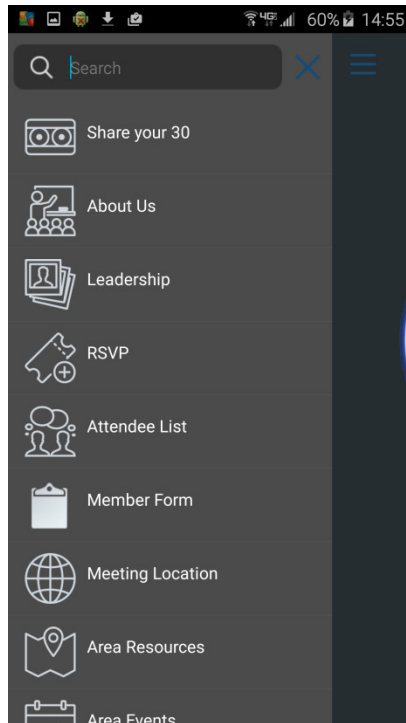 4G 60% 14:55
Search
Share your 30
About Us
Leadership
RSVP
Attendee List
Member Form
Meeting Location
Area Resources
Area Events